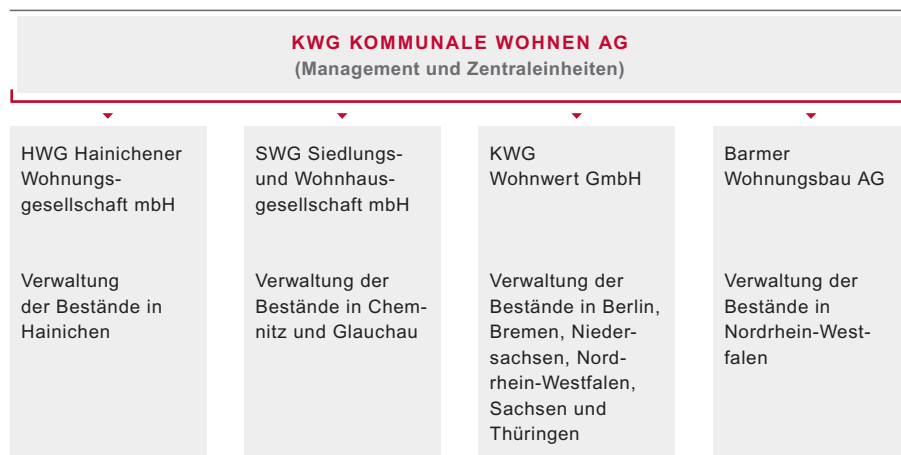 KWG KOMMUNALE WOHNEN AG
(Management und Zentraleinheiten)
HWG Hainichener
Wohnungs-
gesellschaft mbH
Verwaltung
der Bestände in
Hainichen
SWG Siedlungs-
und Wohnhaus-
gesellschaft mbH
Verwaltung der
Bestände in Chem-
nitz und Glauchau
KWG
Wohnwert GmbH
Verwaltung der
Bestände in Berlin,
Bremen, Nieder-
sachsen, Nord-
rhein-Westfalen,
Sachsen und
Thüringen
Barmer
Wohnungsbau AG
Verwaltung der
Bestände in
Nordrhein-West-
falen